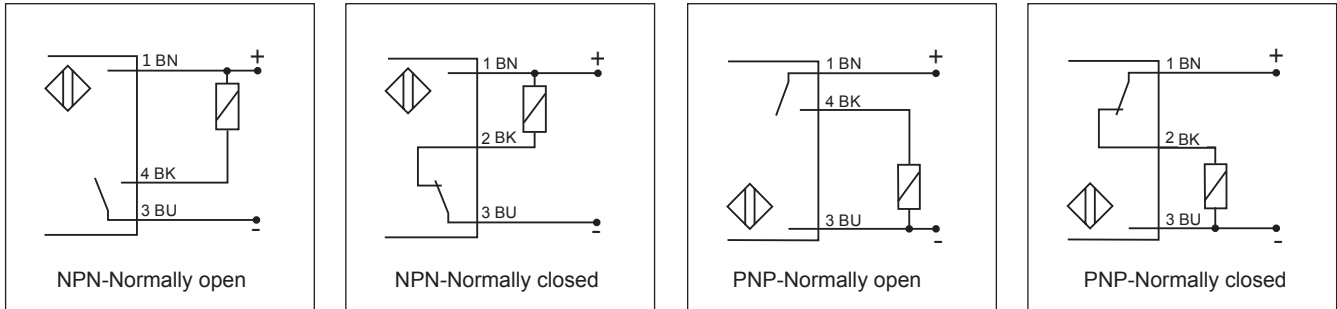 1 BN
+
4 BK
3 BU
-
NPN-Normally open
1 BN
+
2 BK
3 BU
-
NPN-Normally closed
1 BN
+
4 BK
3 BU
-
PNP-Normally open
1 BN
+
2 BK
3 BU
-
PNP-Normally closed